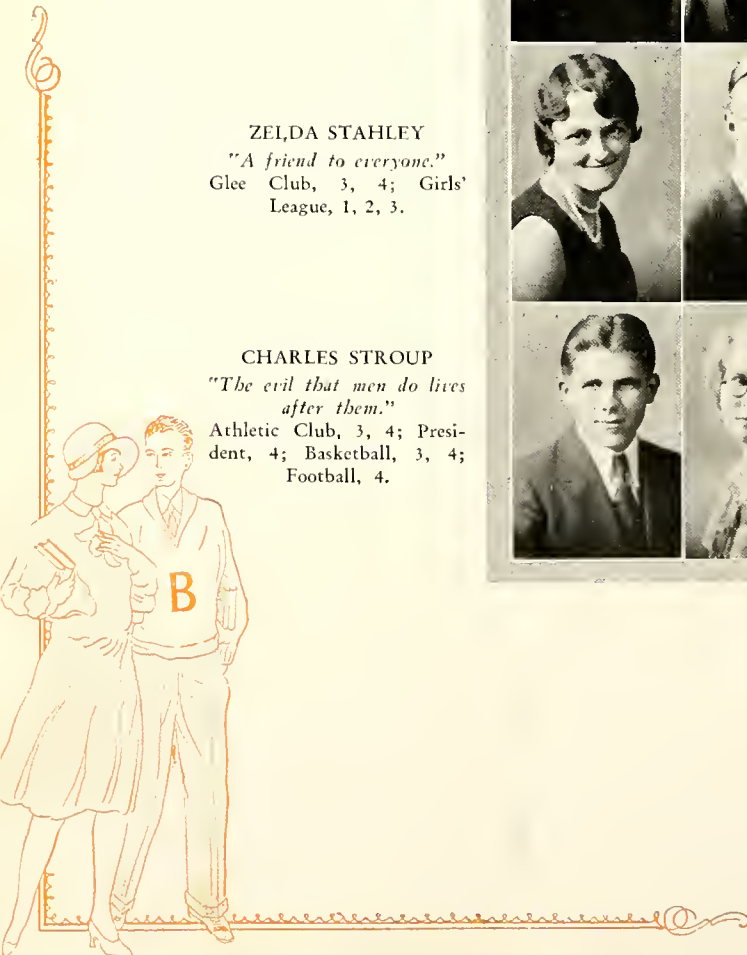 ZELDA STAHLEY
"A friend to everyone."
Glee Club, 3, 4; Girls'
League, 1, 2, 3.
CHARLES STROUP
"The evil that men do lives
after them."
Athletic Club, 3, 4; Presi-
dent, 4; Basketball, 3, 4;
Football, 4.
B